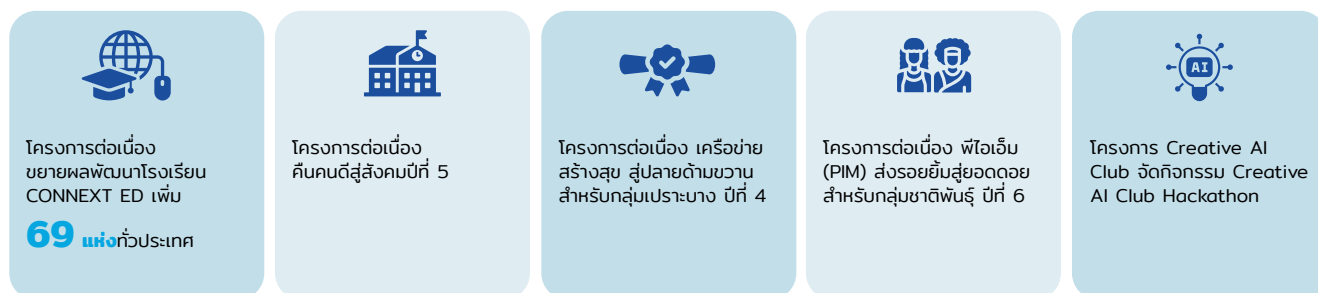 โครงการต่อเนื่อง
ขยายผลพัฒนาโรงเรียน
CONNEXT ED เพิ่ม
69 แห่งทั่วประเทศ
โครงการต่อเนื่อง
คืนคนดีสู่สังคมปีที่ 5
โครงการต่อเนื่อง เครือข่าย
สร้างสุข สู่ปลายด้ามขวาน
สำหรับกลุ่มเปราะบาง ปีที่ 4
โครงการต่อเนื่อง พีไอเอ็ม
(PIM) ส่งรอยยิ้มสู่ยอดดอย
สำหรับกลุ่มชาติพันธุ์ ปีที่ 6
AI
โครงการ Creative AI
Club จัดกิจกรรม Creative
AI Club Hackathon